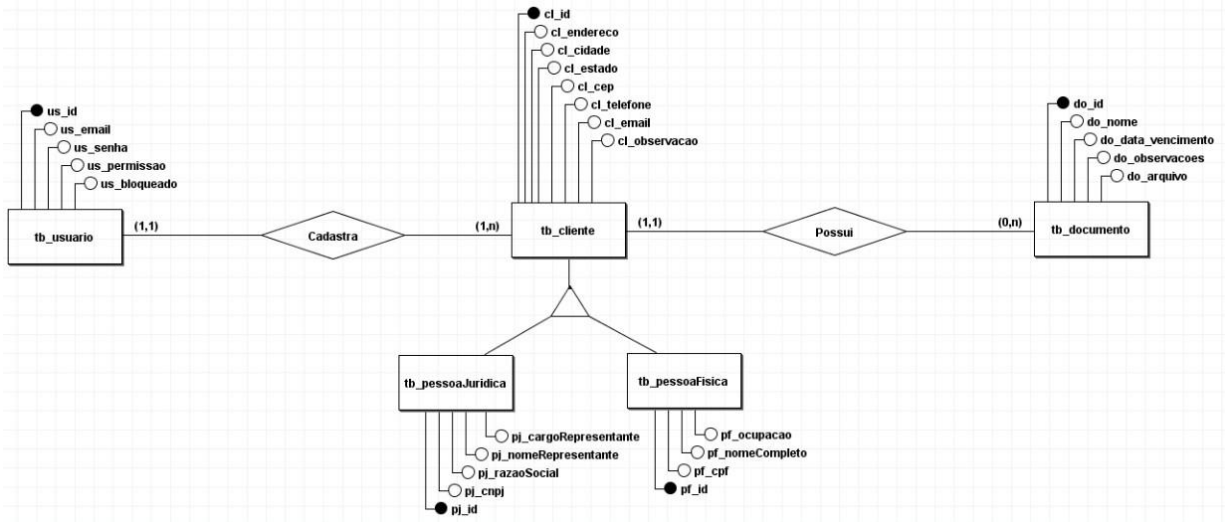 cl_id
cl_endereco
cl_cidade
cl_estado
cl_cep
cl_telefone
cl_email
cl_observacao
us_id
us_email
us_senha
us_permissao
us_bloqueado
do_id
do_nome
do_data_vencimento
do_observacoes
do_arquivo
tb_usuario
(1,1)
Cadastra
(1,n)
tb_cliente
(1,1)
Possui
(0,n)
tb_documento
tb_pessoaJuridica
tb_pessoaFisica
pj_cargoRepresentante
pj_nomeRepresentante
pj_razaoSocial
pj_cnpj
pj_id
pf_ocupacao
pf_nomeCompleto
pf_cpf
pf_id